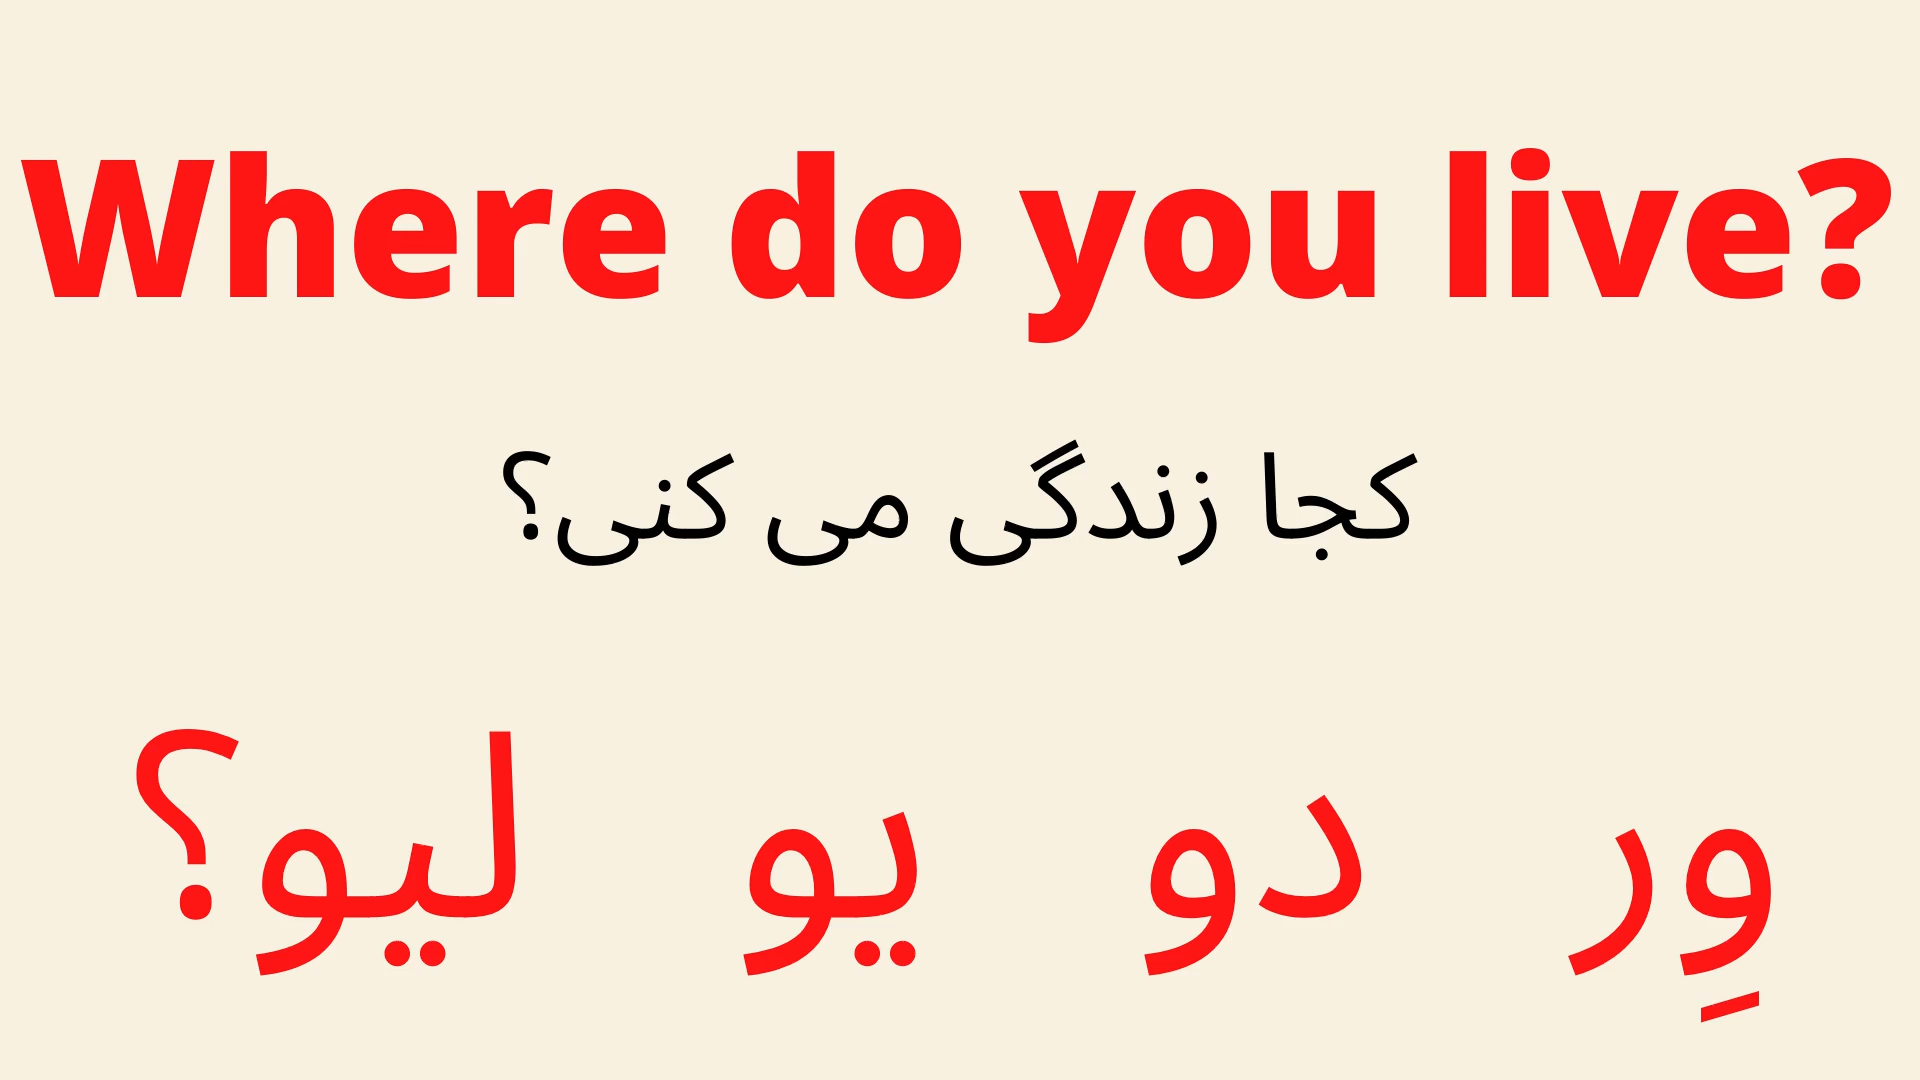 Where do you live?
کجا زندگی می کنی؟
وِر دو یو لیو؟